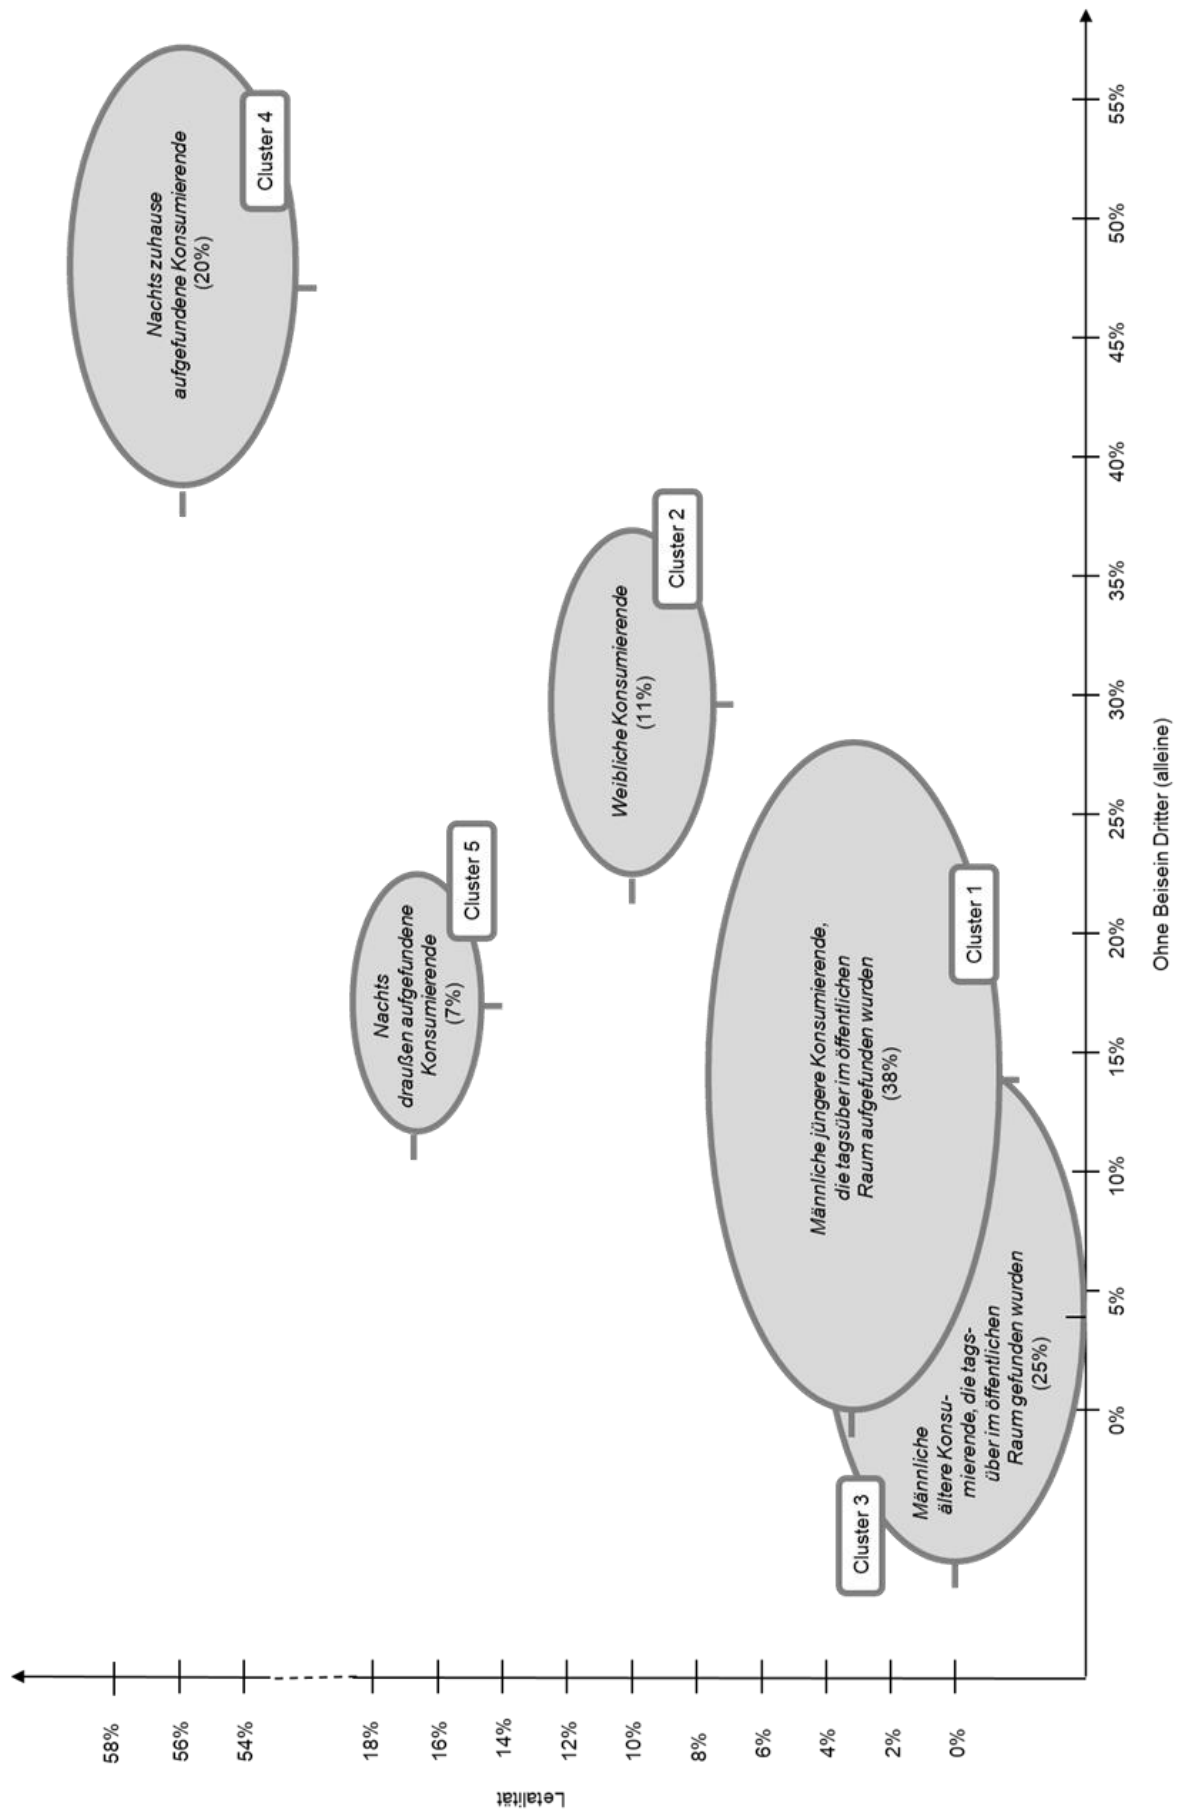 Letalität
58%
56%
54%
18%
16%
14%
12%
10%
8%
6%
4%
2%
0%
Nachts zuhause
aufgefundene Konsumierende
(20%)
Cluster 4
Nachts
draußen aufgefundene
Konsumierende
(7%)
Cluster 5
Weibliche Konsumierende
(11%)
Cluster 2
Männliche jüngere Konsumierende,
die tagsüber im öffentlichen
Raum aufgefunden wurden
(38%)
Cluster 1
Cluster 3
Männliche
ältere Konsu-
mierende, die tags-
über im öffentlichen
Raum gefunden wurden
(25%)
0%
5%
10%
15%
20%
25%
30%
35%
40%
45%
50%
55%
Ohne Beisein Dritter (alleine)